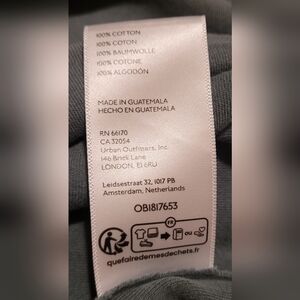 100% COTTON
100% COTON
100% BAUMWOLLE
100% COTONE
100% ALGODÓN
MADE IN GUATEMALA
HECHO EN GUATEMALA
RN 66170
CA 32054
Urban Outfitters, Inc.
146 Brick Lane
LONDON, E1 6RU
Leidsestraat 32, 1017 PB
Amsterdam, Netherlands
OB1817653
FR
OU
quefairedemesdechets.fr